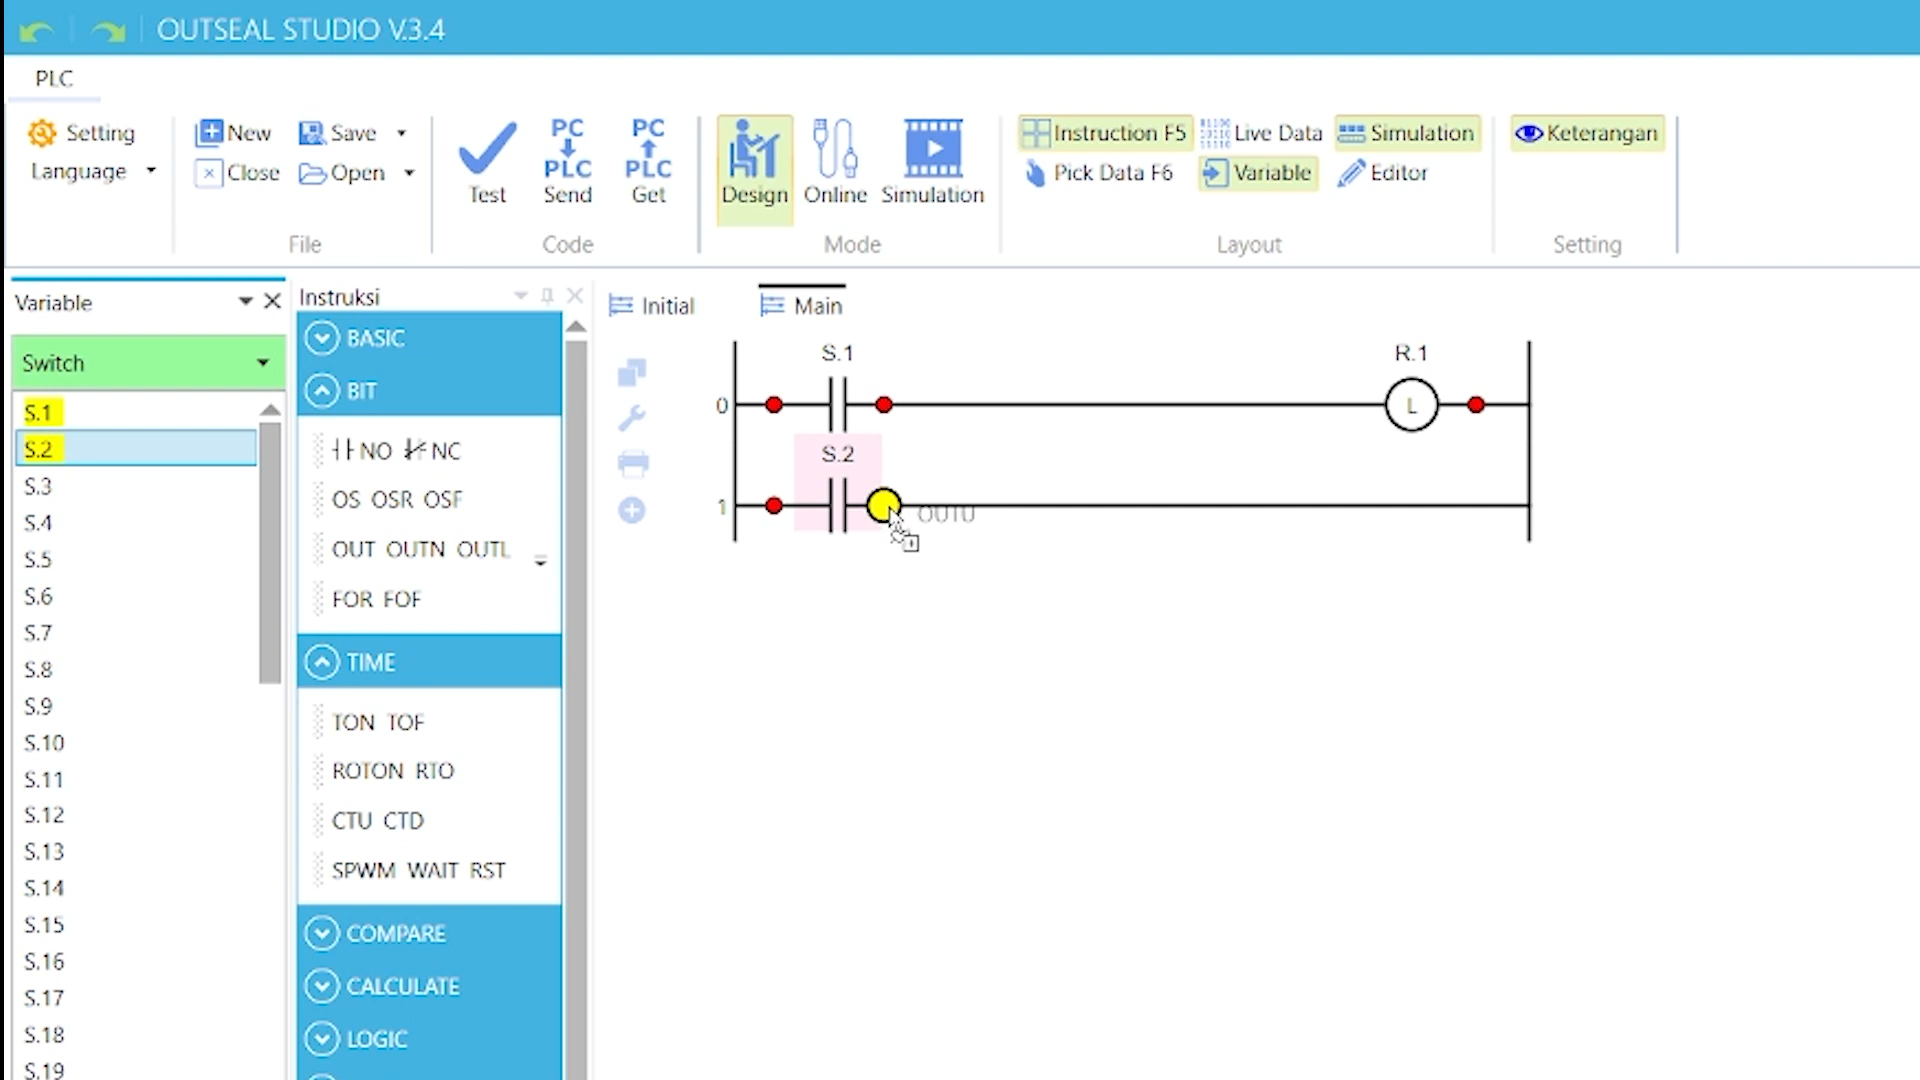 OUTSEAL STUDIO V.3.4
PLC
Setting
Language
New
Close
Save
Open
File
Test
PC
PLC
Send
PC
PLC
Get
Code
Design
Online
Simulation
Mode
Instruction F5
Pick Data F6
Live Data
Variable
Simulation
Editor
Layout
Keterangan
Setting
Variable
Switch
S.1
S.2
S.3
S.4
S.5
S.6
S.7
S.8
S.9
S.10
S.11
S.12
S.13
S.14
S.15
S.16
S.17
S.18
S.19
Instruksi
BASIC
BIT
NO NC
OS OSR OSF
OUT OUTN OUTL
FOR FOF
TIME
TON TOF
ROTON RTO
CTU CTD
SPWM WAIT RST
COMPARE
CALCULATE
LOGIC
Initial
Main
S.1
R.1
0
L
S.2
1
OUTU